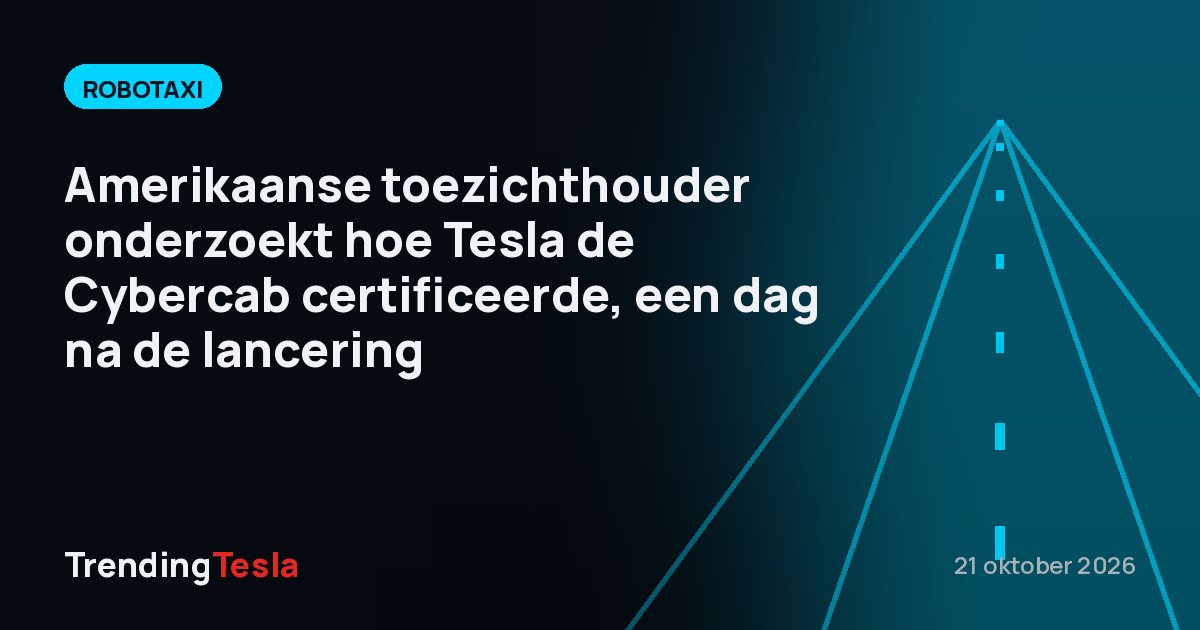 ROBOTAXI
Amerikaanse toezichthouder
onderzoekt hoe Tesla de
Cybercab certificeerde, een dag
na de lancering
TrendingTesla
21 oktober 2026